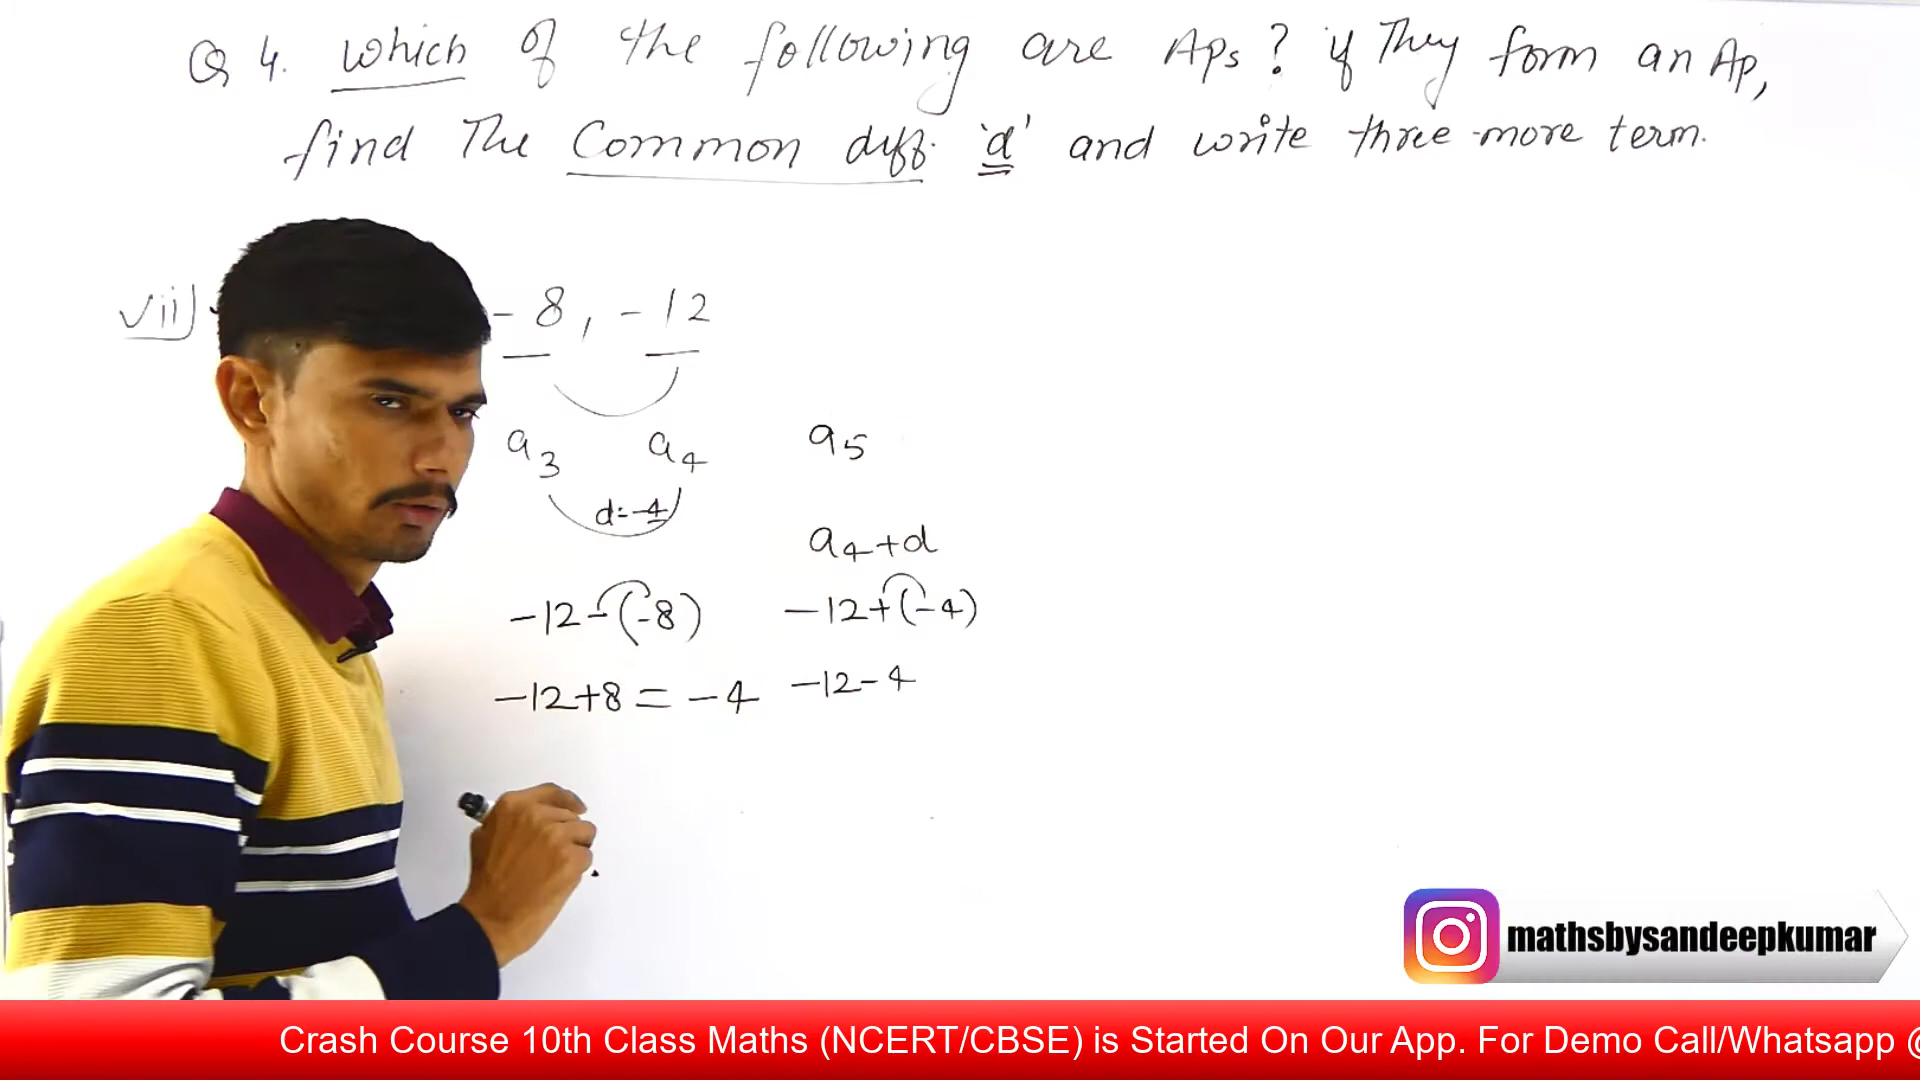 Q 4. Which of the following are APs? if They form an AP,
find The Common diff. 'd' and write three more term.
vii) - 8, - 12
a3 a4 a5
d=-4
a4+d
-12-(-8) -12+(-4)
-12+8 = -4 -12-4
mathsbysandeepkumar
Crash Course 10th Class Maths (NCERT/CBSE) is Started On Our App. For Demo Call/Whatsapp @